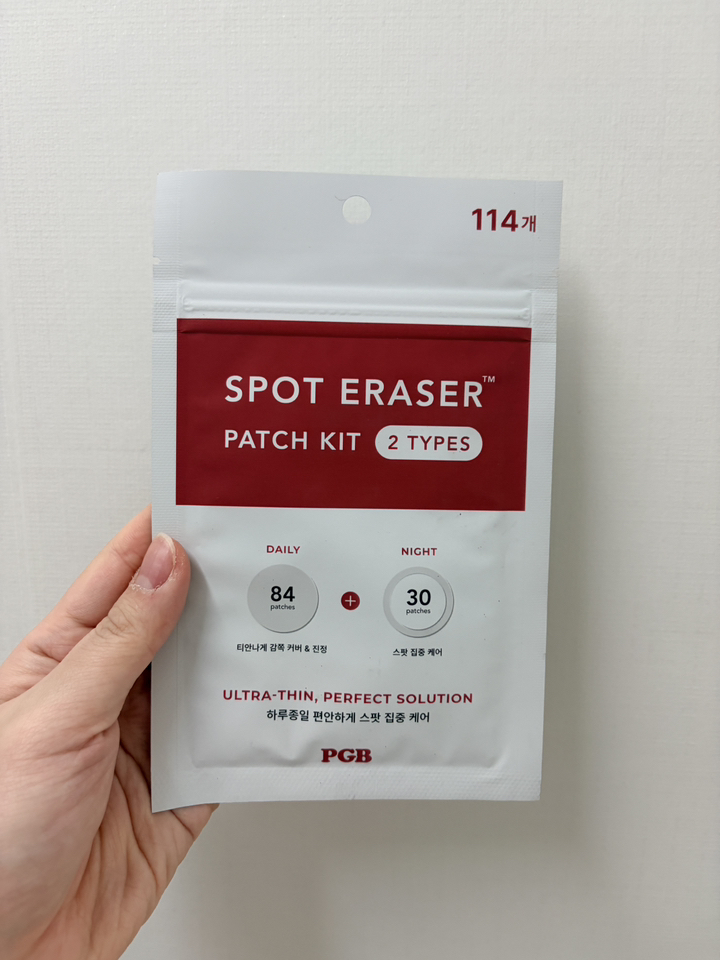 114개
SPOT ERASER™
PATCH KIT 2 TYPES
DAILY
84
patches
티안나게 감쪽 커버 & 진정
NIGHT
30
patches
스팟 집중 케어
ULTRA-THIN, PERFECT SOLUTION
하루종일 편안하게 스팟 집중 케어
PGB